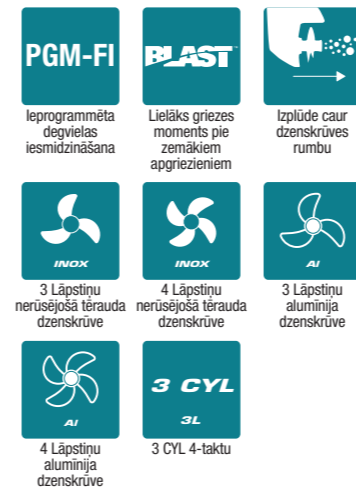 PGM-FI
BLAST
Ieprogrammēta
degvielas
iesmidzināšana
Lielāks griezes
moments pie
zemākiem
apgriezieniem
Izplūde caur
dzenskrūves
rumbu
INOX
INOX
Al
3 Lāpstiņu
nerūsējošā tērauda
dzenskrūve
4 Lāpstiņu
nerūsējošā tērauda
dzenskrūve
3 Lāpstiņu
alumīnija
dzenskrūve
Al
3 CYL
3L
4 Lāpstiņu
alumīnija
dzenskrūve
3 CYL 4-taktu